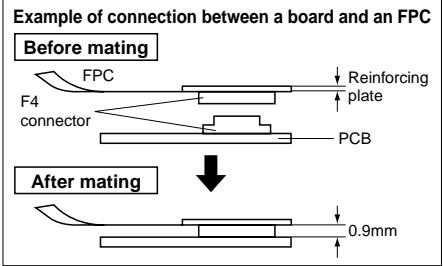 Example of connection between a board and an FPC
Before mating
FPC
Reinforcing
plate
F4
connector
PCB
After mating
0.9mm